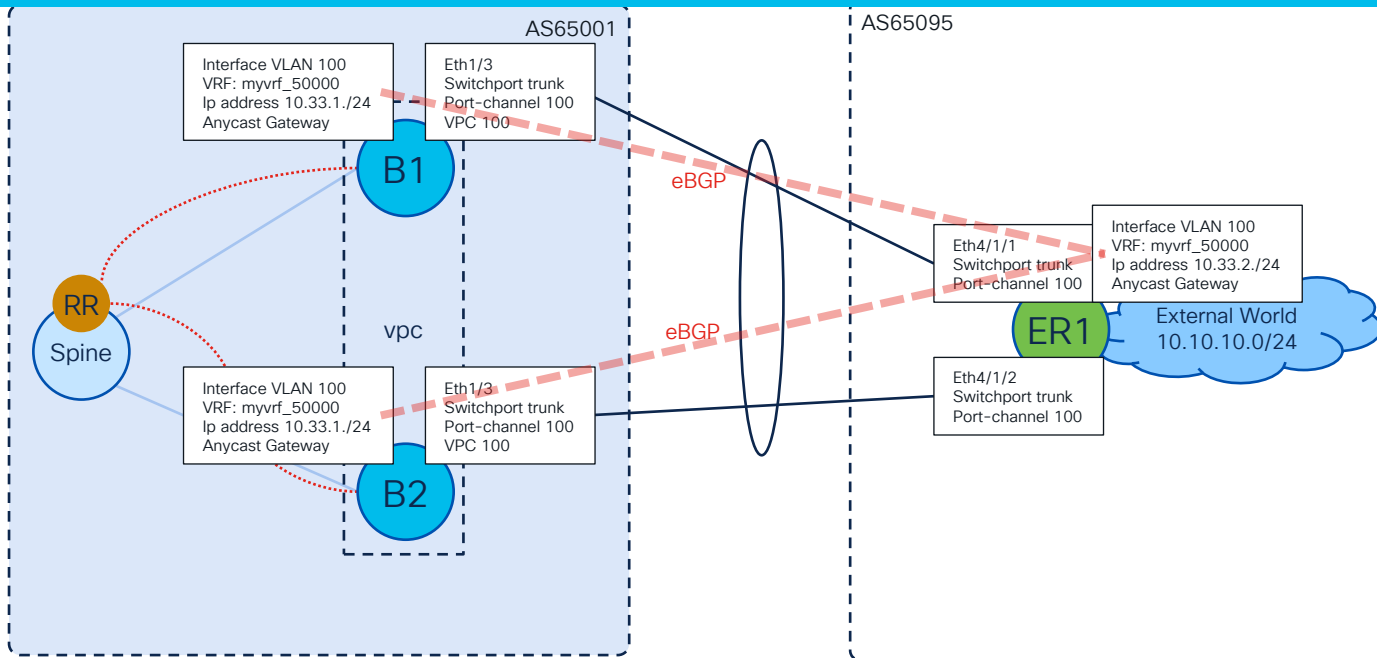 AS65001
AS65095
Interface VLAN 100
VRF: myvrf_50000
Ip address 10.33.1./24
Anycast Gateway
Eth1/3
Switchport trunk
Port-channel 100
VPC 100
B1
eBGP
Eth4/1/1
Switchport trunk
Port-channel 100
Interface VLAN 100
VRF: myvrf_50000
Ip address 10.33.2./24
Anycast Gateway
RR
Spine
vpc
eBGP
ER1
External World
10.10.10.0/24
Interface VLAN 100
VRF: myvrf_50000
Ip address 10.33.1./24
Anycast Gateway
Eth1/3
Switchport trunk
Port-channel 100
VPC 100
Eth4/1/2
Switchport trunk
Port-channel 100
B2